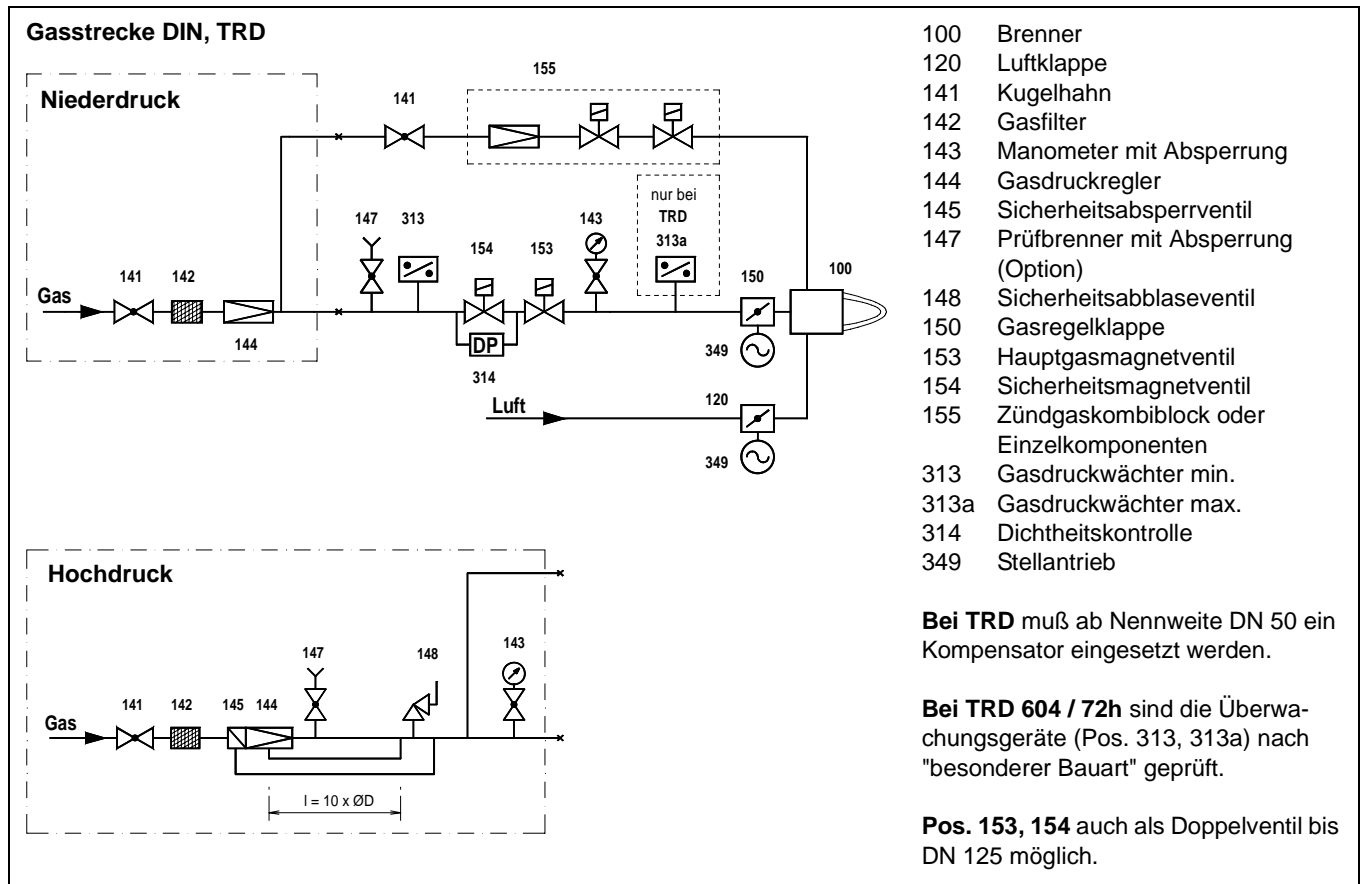 Gasstrecke DIN, TRD
155
Niederdruck
141
nur bei
TRD
147
313
154
153
143
313a
141
142
150
100
Gas
144
DP
349
314
Luft
120
349
Hochdruck
147
148
143
141
142
145
144
Gas
l = 10 x ØD
100 Brenner
120 Luftklappe
141 Kugelhahn
142 Gasfilter
143 Manometer mit Absperrung
144 Gasdruckregler
145 Sicherheitsabsperrventil
147 Prüfbrenner mit Absperrung
(Option)
148 Sicherheitsabblaseventil
150 Gasregelklappe
153 Hauptgasmagnetventil
154 Sicherheitsmagnetventil
155 Zündgaskombiblock oder
Einzelkomponenten
313 Gasdruckwächter min.
313a Gasdruckwächter max.
314 Dichtheitskontrolle
349 Stellantrieb
Bei TRD muß ab Nennweite DN 50 ein
Kompensator eingesetzt werden.
Bei TRD 604 / 72h sind die Überwa-
chungsgeräte (Pos. 313, 313a) nach
"besonderer Bauart" geprüft.
Pos. 153, 154 auch als Doppelventil bis
DN 125 möglich.